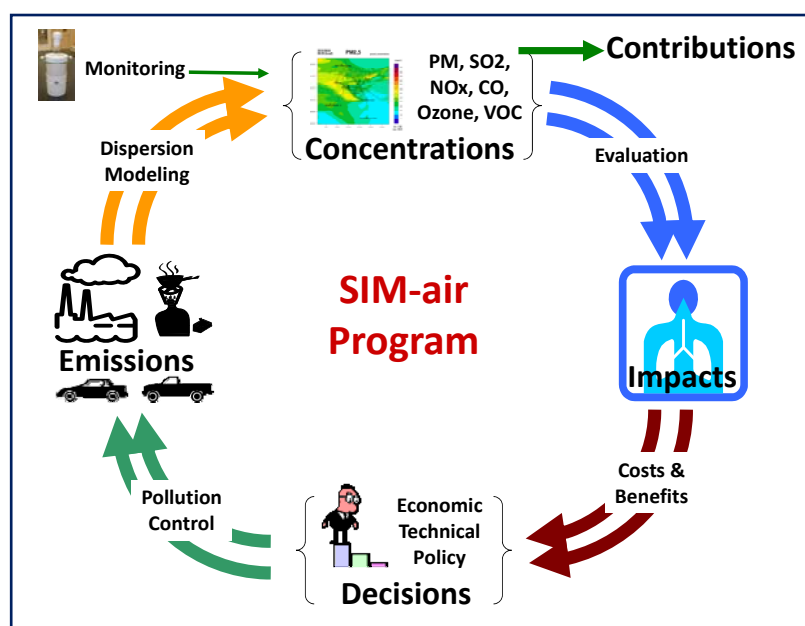 Monitoring
PM2.5
PM, SO2,
NOx, CO,
Ozone, VOC
Contributions
Concentrations
Dispersion
Modeling
Evaluation
SIM-air
Program
Emissions
Impacts
Costs &
Benefits
Pollution
Control
Economic
Technical
Policy
Decisions